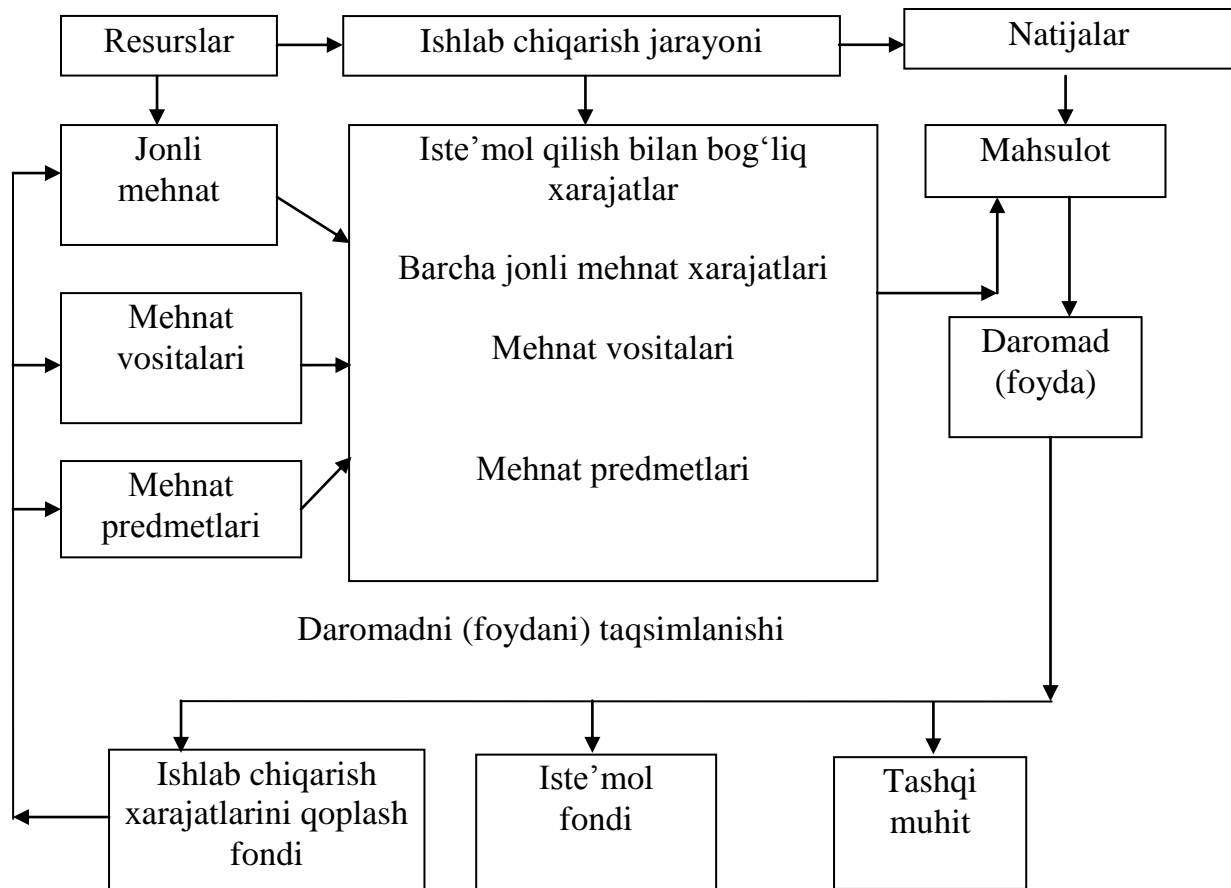 Resurslar
Ishlab chiqarish jarayoni
Natijalar
Jonli
mehnat
Iste’mol qilish bilan bog‘liq
xarajatlar
Mahsulot
Barcha jonli mehnat xarajatlari
Mehnat
vositalari
Mehnat vositalari
Daromad
(foyda)
Mehnat
predmetlari
Mehnat predmetlari
Daromadni (foydani) taqsimlanishi
Ishlab chiqarish
xarajatlarini qoplash
fondi
Iste’mol
fondi
Tashqi
muhit